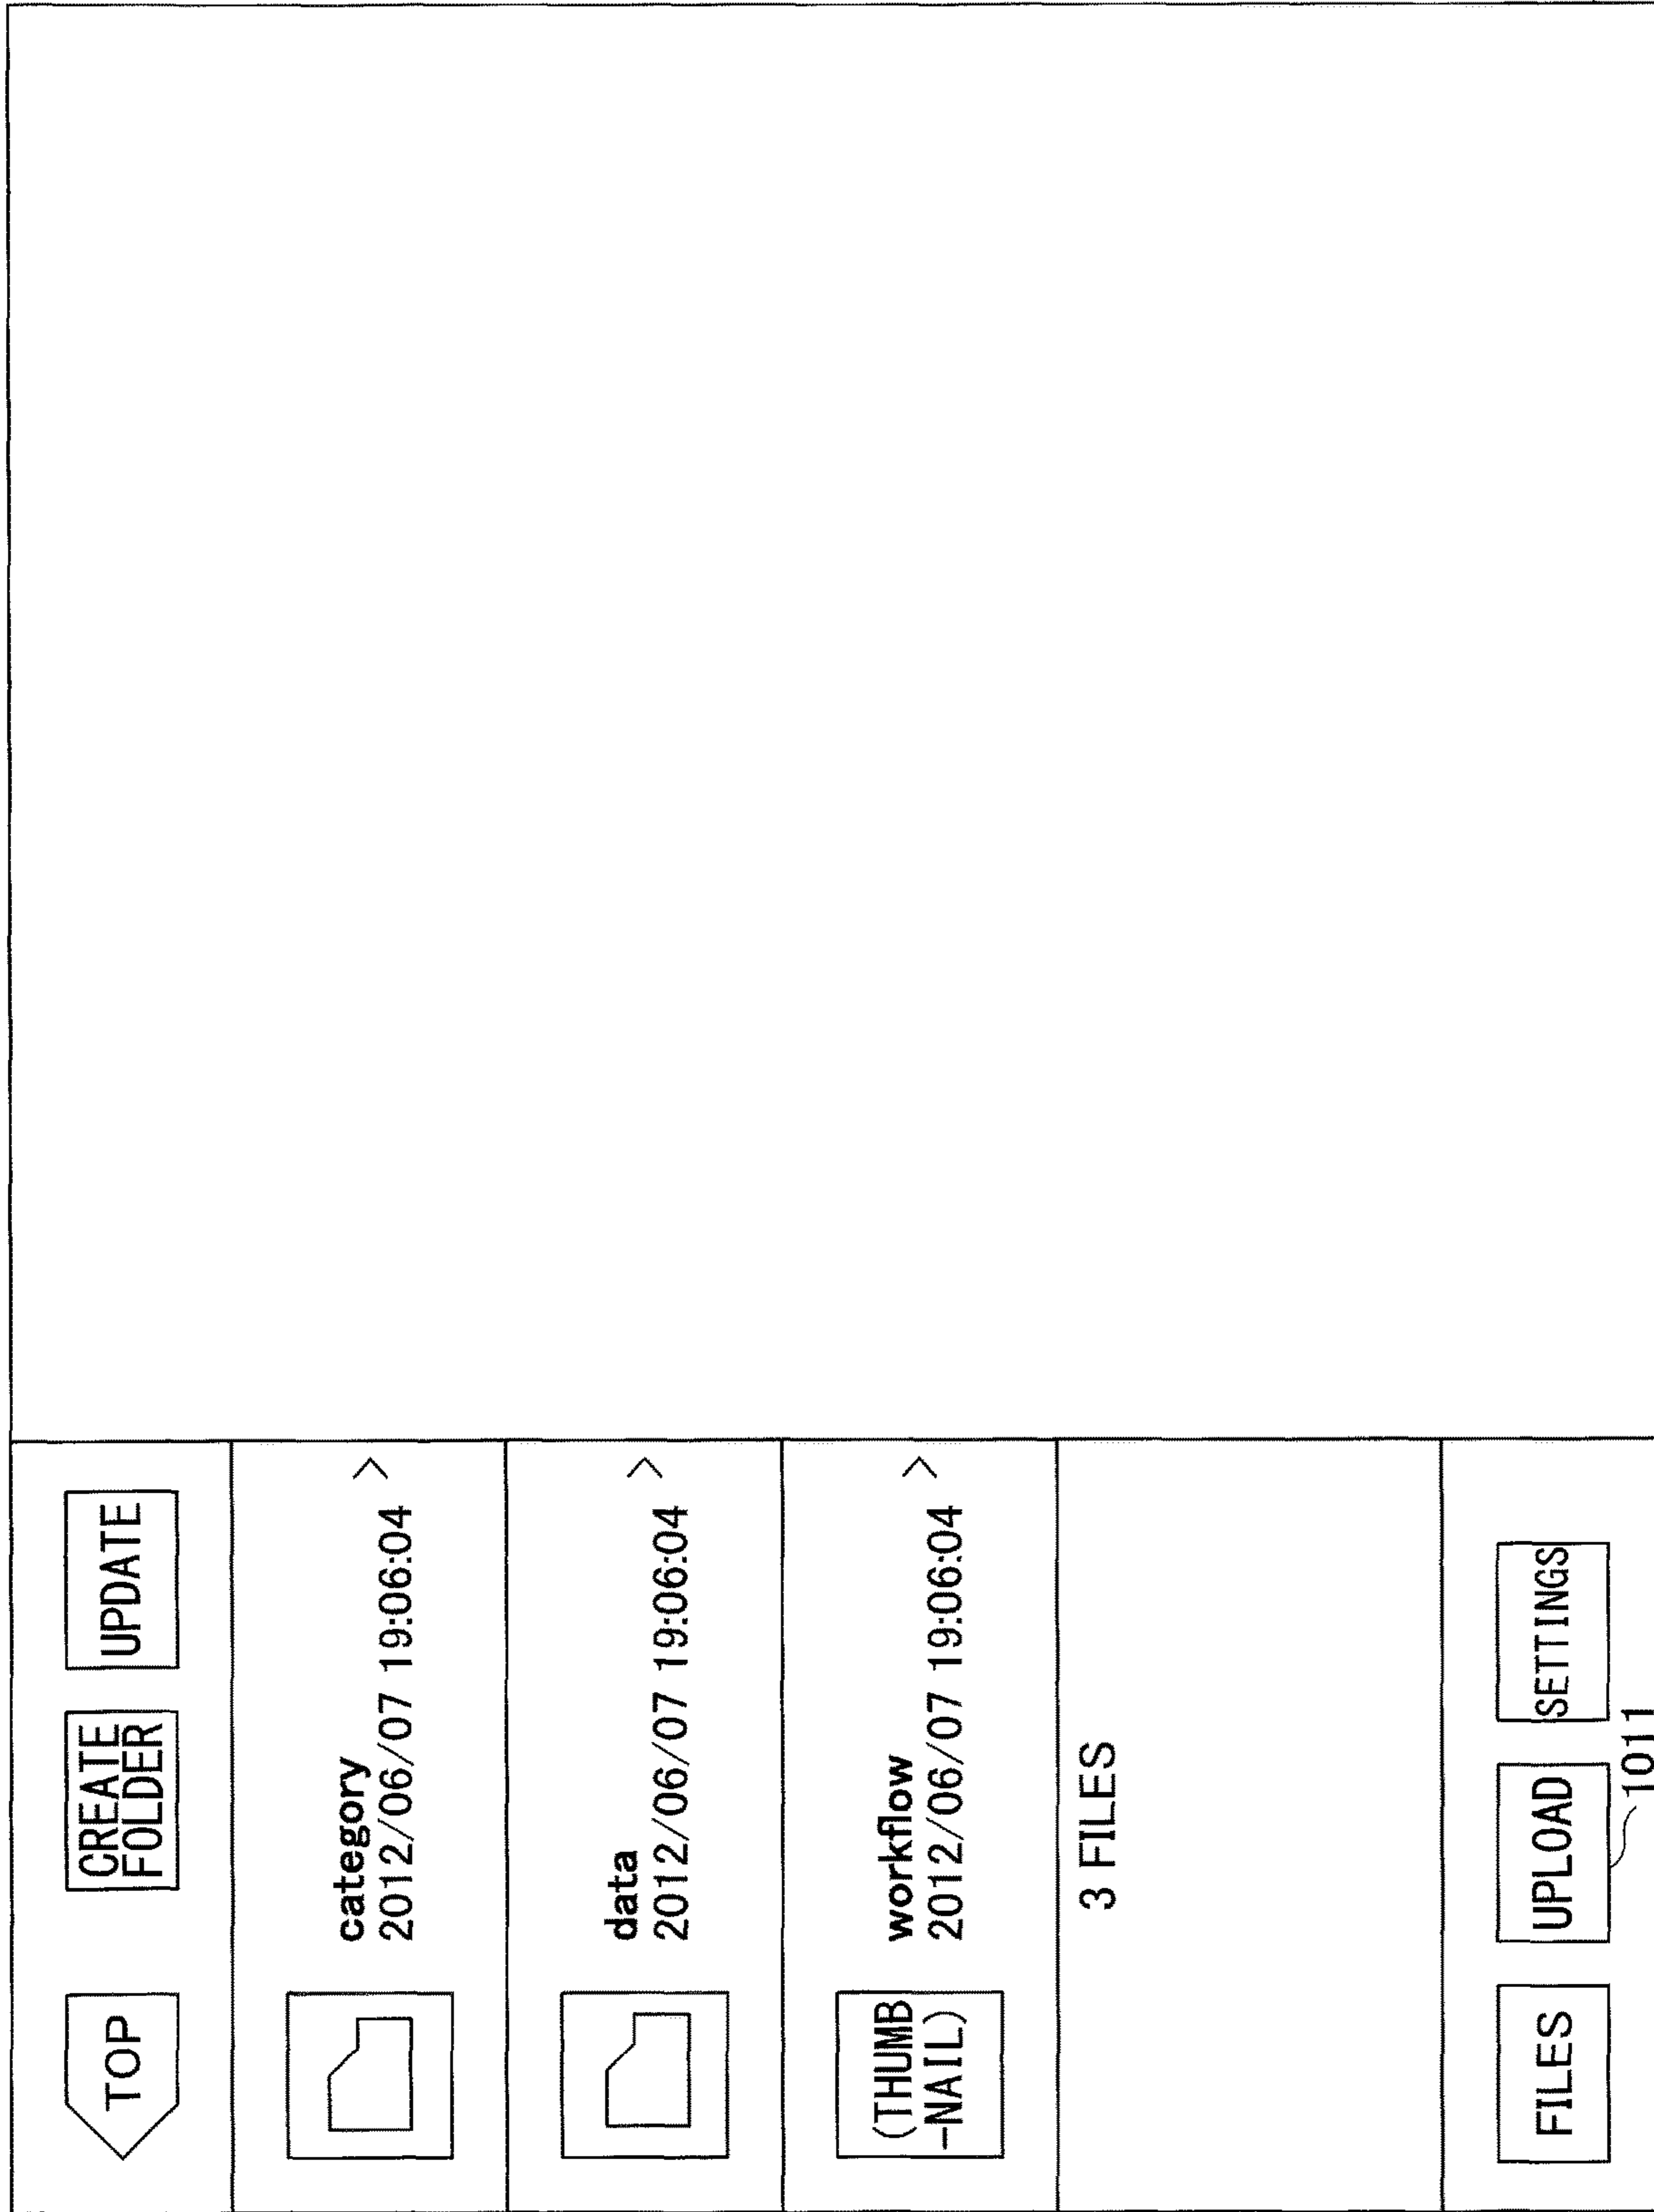 TOP
CREATE
FOLDER
UPDATE
category
2012/06/07 19:06:04 >
data
2012/06/07 19:06:04 >
(THUMB
-NAIL)
workflow
2012/06/07 19:06:04 >
3 FILES
FILES
UPLOAD
SETTINGS
1011